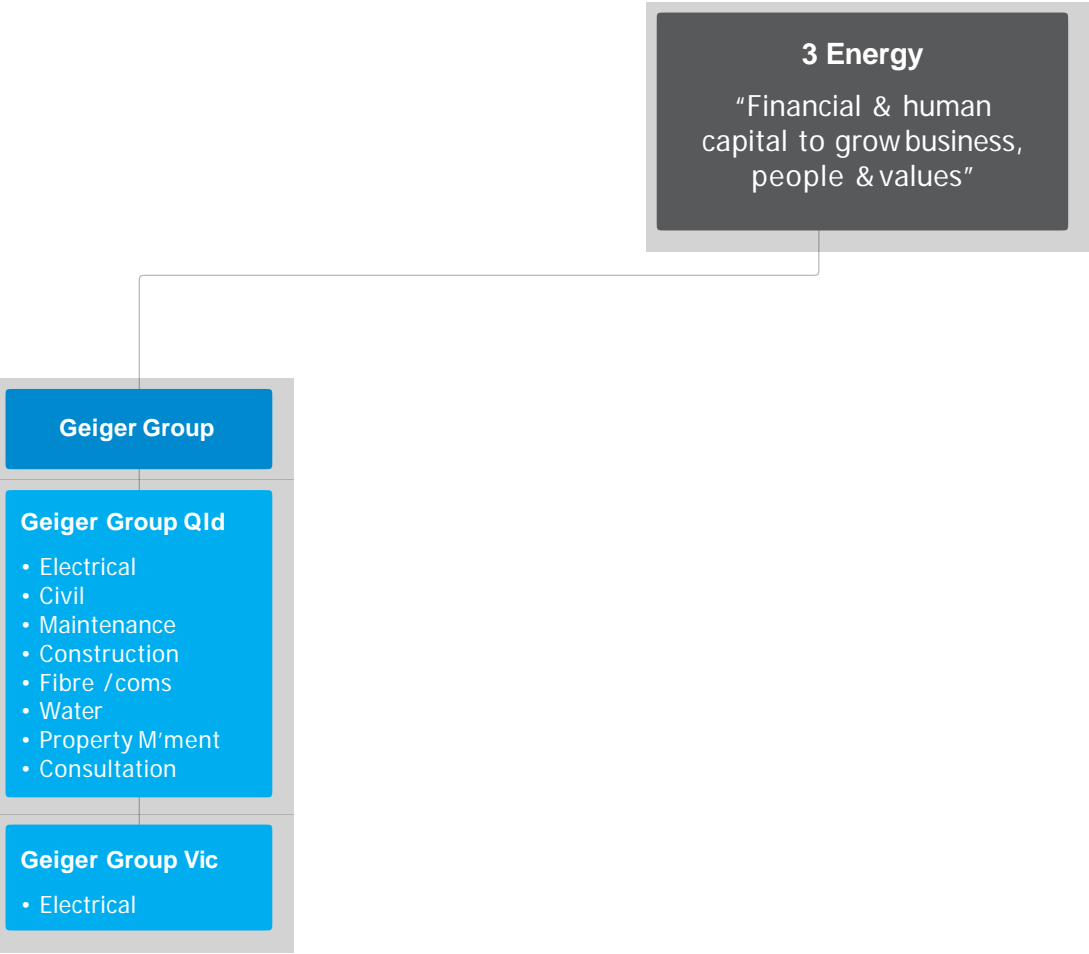 3 Energy
“Financial & human
capital to grow business,
people & values”
Geiger Group
Geiger Group Qld
• Electrical
• Civil
• Maintenance
• Construction
• Fibre /coms
• Water
• Property M’ment
• Consultation
Geiger Group Vic
• Electrical